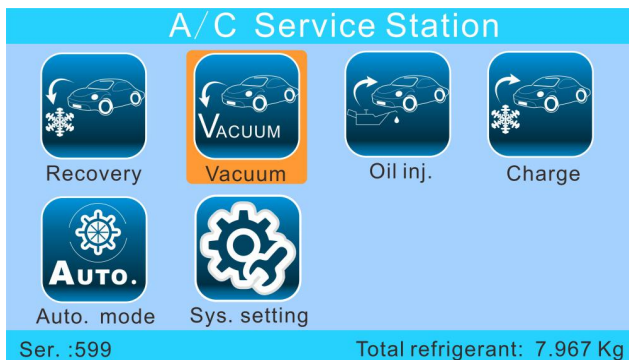 A/C Service Station
VACUUM
Recovery
Vacuum
Oil inj.
Charge
AUTO.
Auto. mode
Sys. setting
Ser. :599
Total refrigerant: 7.967 Kg